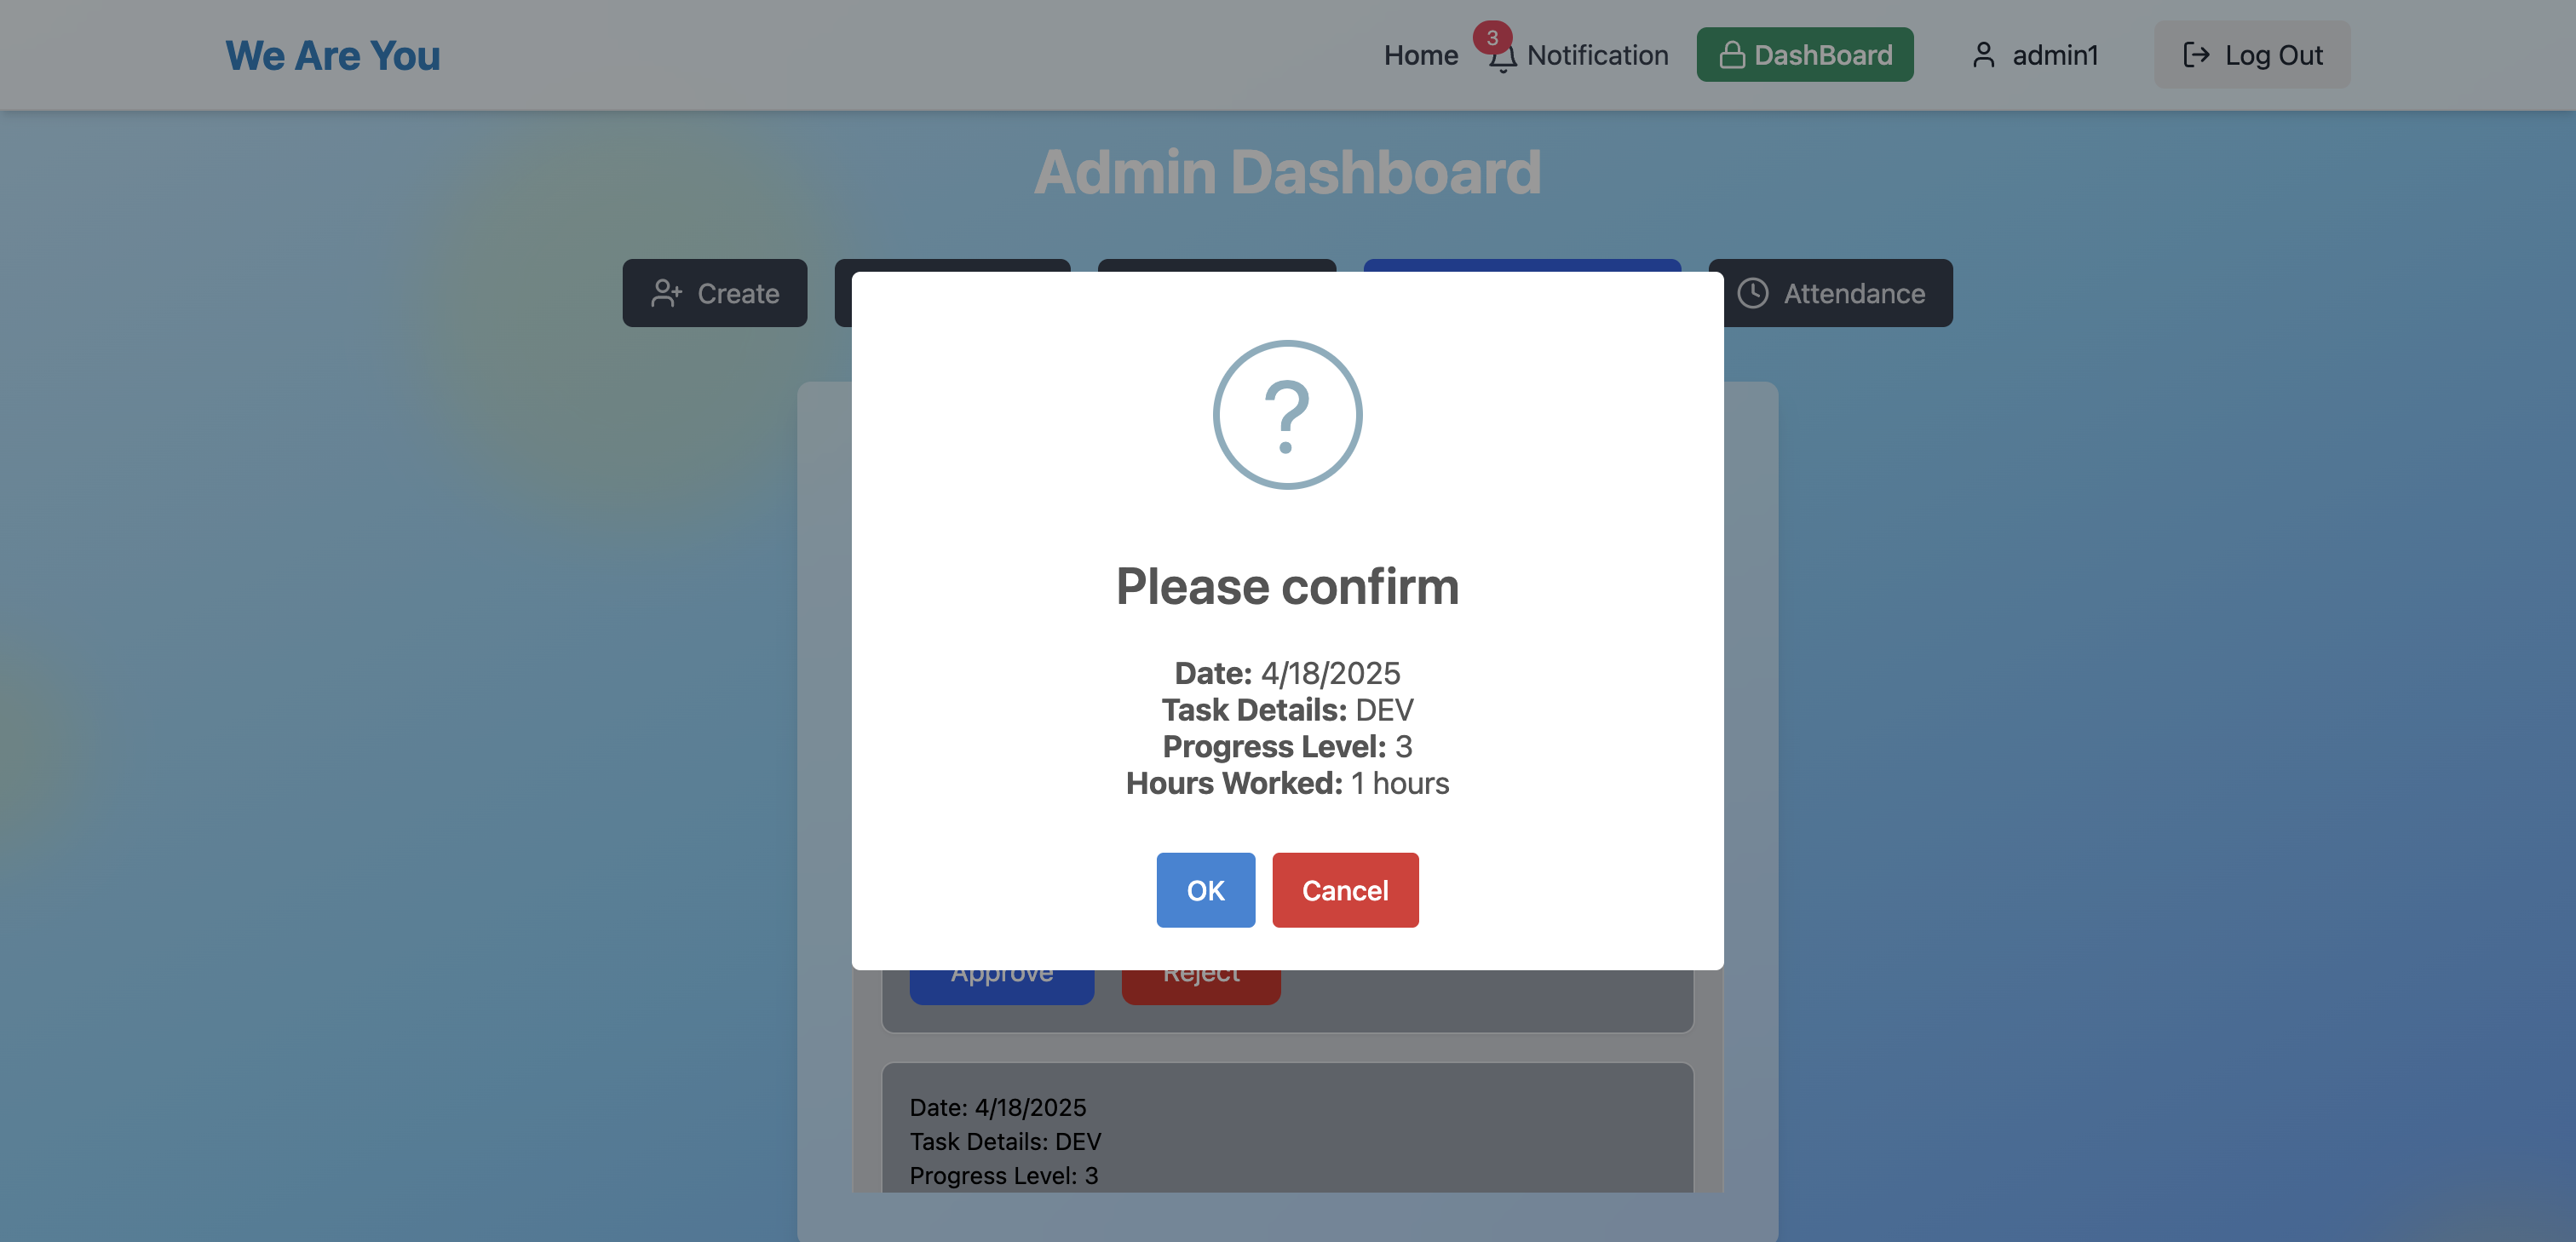 We Are You
Home
3
Notification
DashBoard
admin1
Log Out
Admin Dashboard
Create
Attendance
?
Please confirm
Date: 4/18/2025
Task Details: DEV
Progress Level: 3
Hours Worked: 1 hours
OK
Cancel
Approve
Reject
Date: 4/18/2025
Task Details: DEV
Progress Level: 3